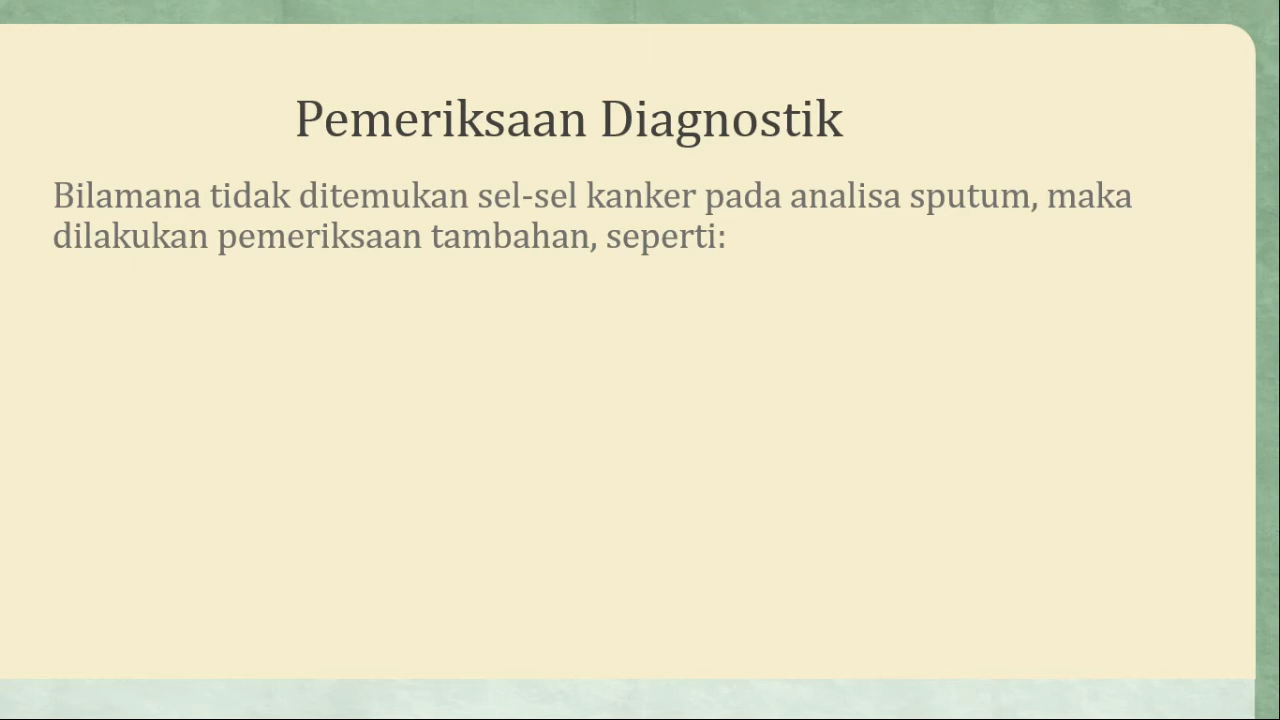 Pemeriksaan Diagnostik
Bilamana tidak ditemukan sel-sel kanker pada analisa sputum, maka
dilakukan pemeriksaan tambahan, seperti: